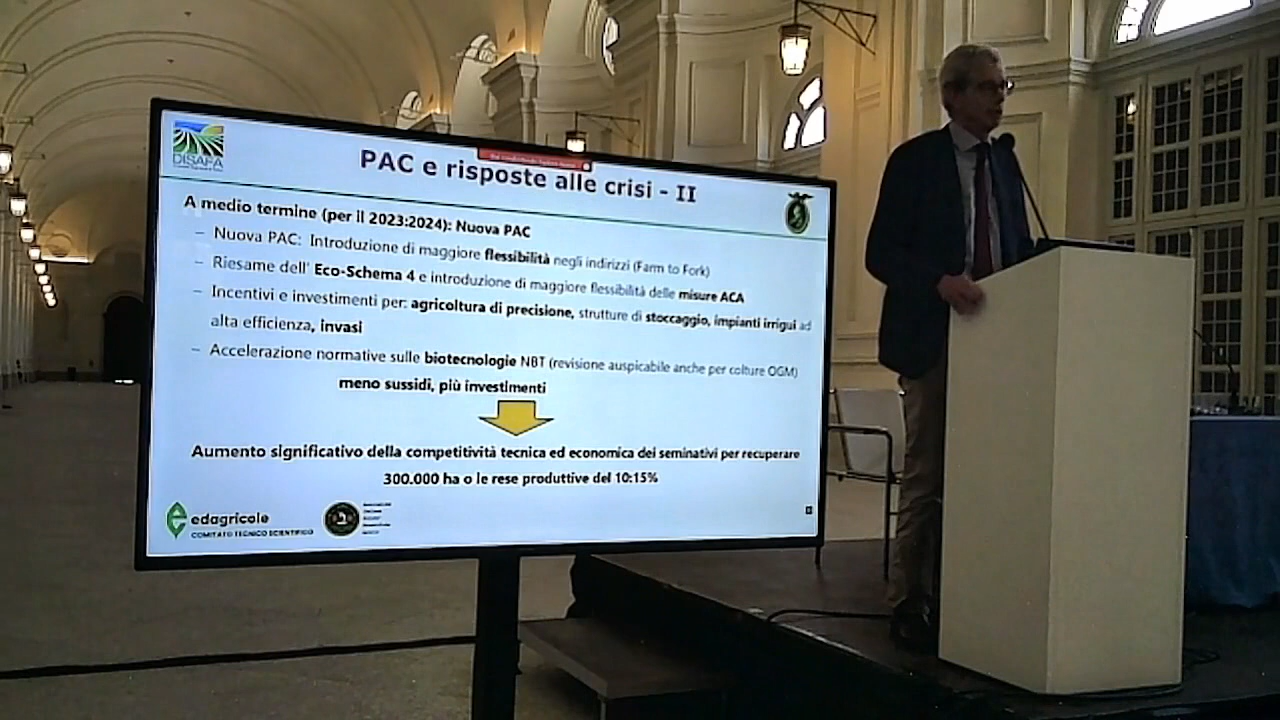 DISAFA
PAC e risposte alle crisi - II
A medio termine (per il 2023:2024): Nuova PAC
– Nuova PAC: Introduzione di maggiore flessibilità negli indirizzi (Farm to Fork)
– Riesame dell' Eco-Schema 4 e introduzione di maggiore flessibilità delle misure ACA
– Incentivi e investimenti per: agricoltura di precisione, strutture di stoccaggio, impianti irrigui ad
alta efficienza, invasi
– Accelerazione normative sulle biotecnologie NBT (revisione auspicabile anche per colture OGM)
meno sussidi, più investimenti
Aumento significativo della competitività tecnica ed economica dei seminativi per recuperare
300.000 ha o le rese produttive del 10:15%
edagricole
COMITATO TECNICO SCIENTIFICO